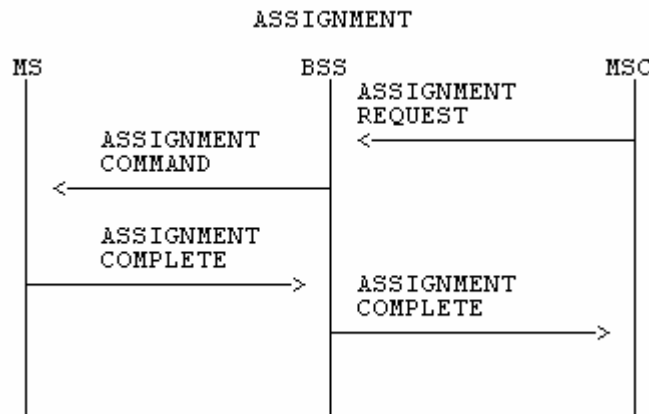 ASSIGNMENT
MS BSS MSC
ASSIGNMENT
REQUEST
ASSIGNMENT
COMMAND
ASSIGNMENT
COMPLETE
ASSIGNMENT
COMPLETE